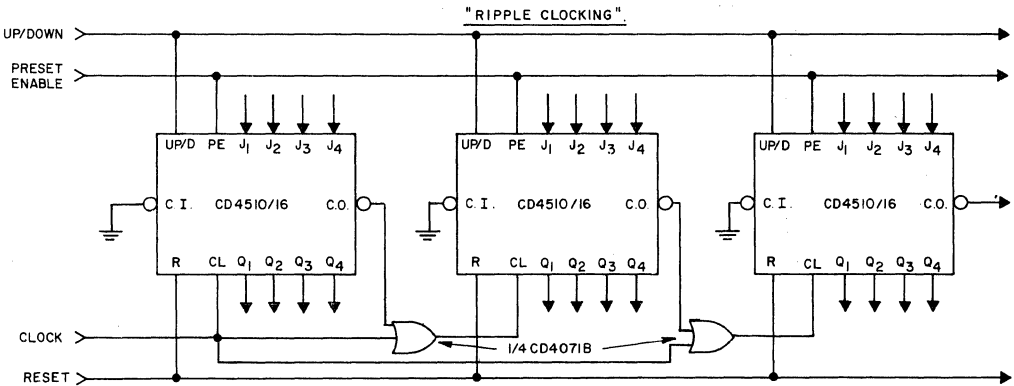 "RIPPLE CLOCKING".
UP/DOWN
PRESET
ENABLE
UP/D PE J1 J2 J3 J4
UP/D PE J1 J2 J3 J4
UP/D PE J1 J2 J3 J4
C.I. CD4510/16 C.O.
C.I. CD4510/16 C.O.
C.I. CD4510/16 C.O.
R CL Q1 Q2 Q3 Q4
R CL Q1 Q2 Q3 Q4
R CL Q1 Q2 Q3 Q4
CLOCK
1/4 CD4071B
RESET